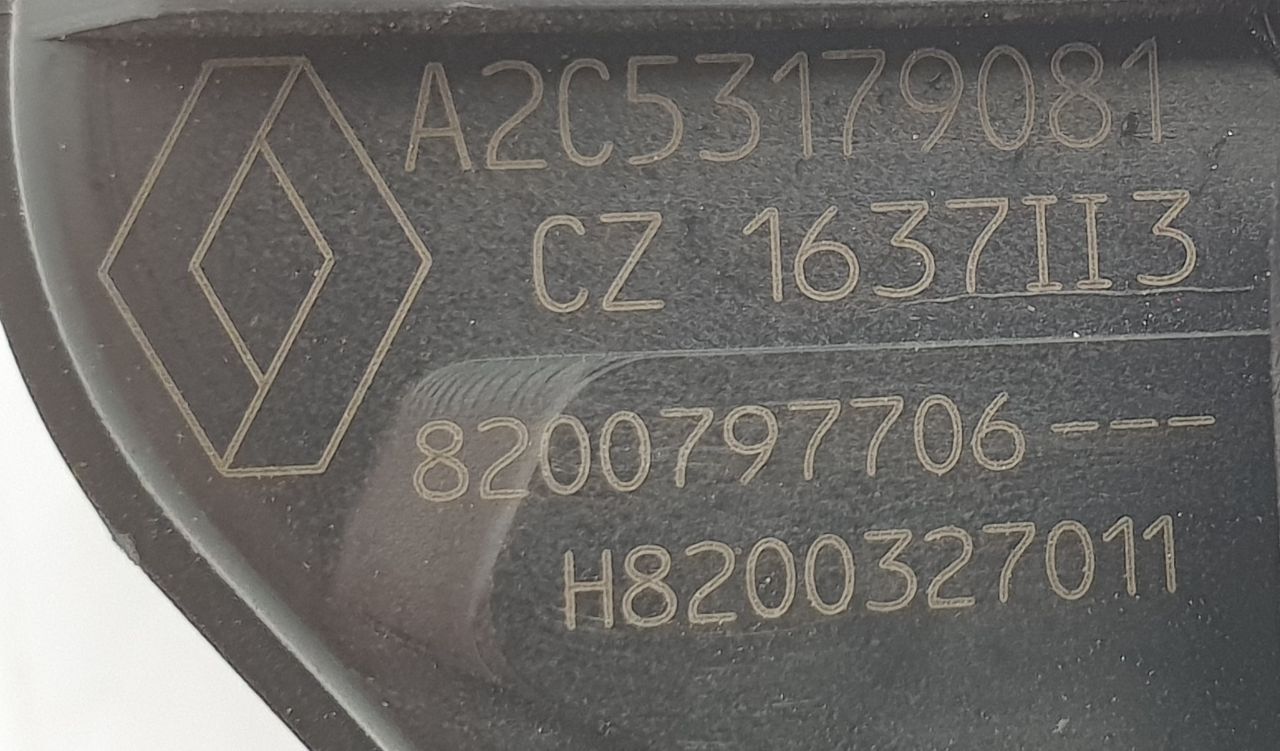 A2C53179081
CZ 1637II3
8200797706---
H8200327011